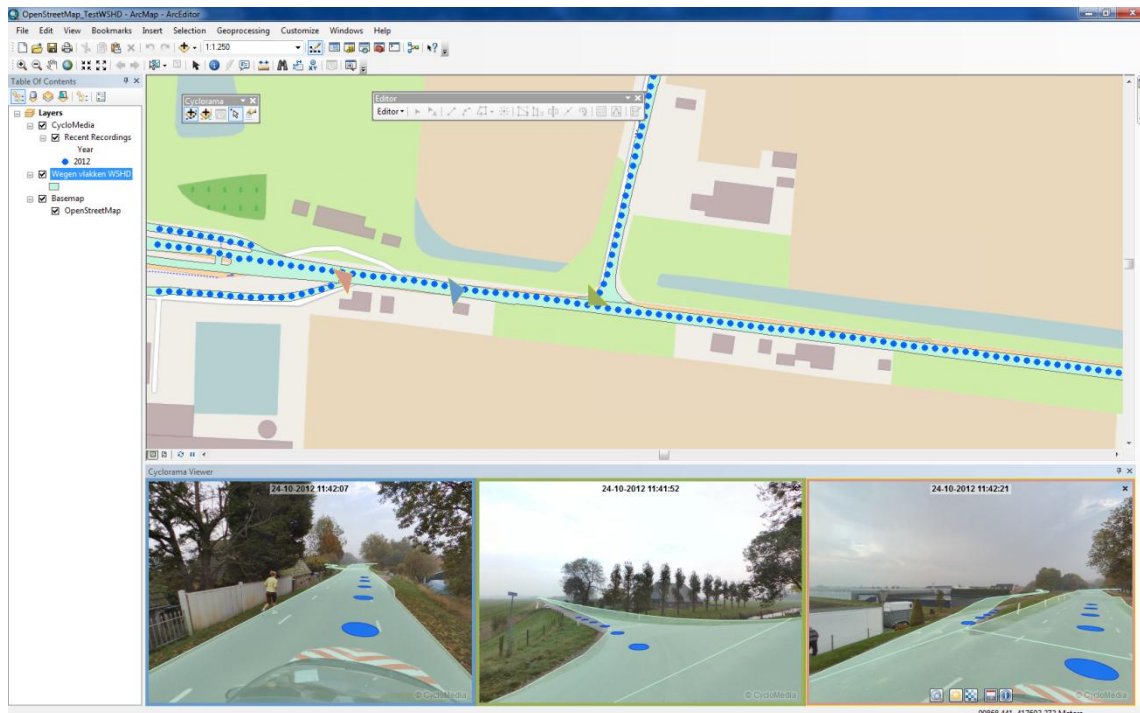 OpenStreetMap_TestWSHD - ArcMap - ArcEditor
File Edit View Bookmarks Insert Selection Geoprocessing Customize Windows Help
1:1.250
Table Of Contents
Layers
CycloMedia
Recent Recordings
Year
2012
Wegen vlakken WSHD
Basemap
OpenStreetMap
Cyclorama
Editor
Editor
Cyclorama Viewer
24-10-2012 11:42:07
24-10-2012 11:41:52
24-10-2012 11:42:21
© CycloMedia
© CycloMedia
© CycloMedia